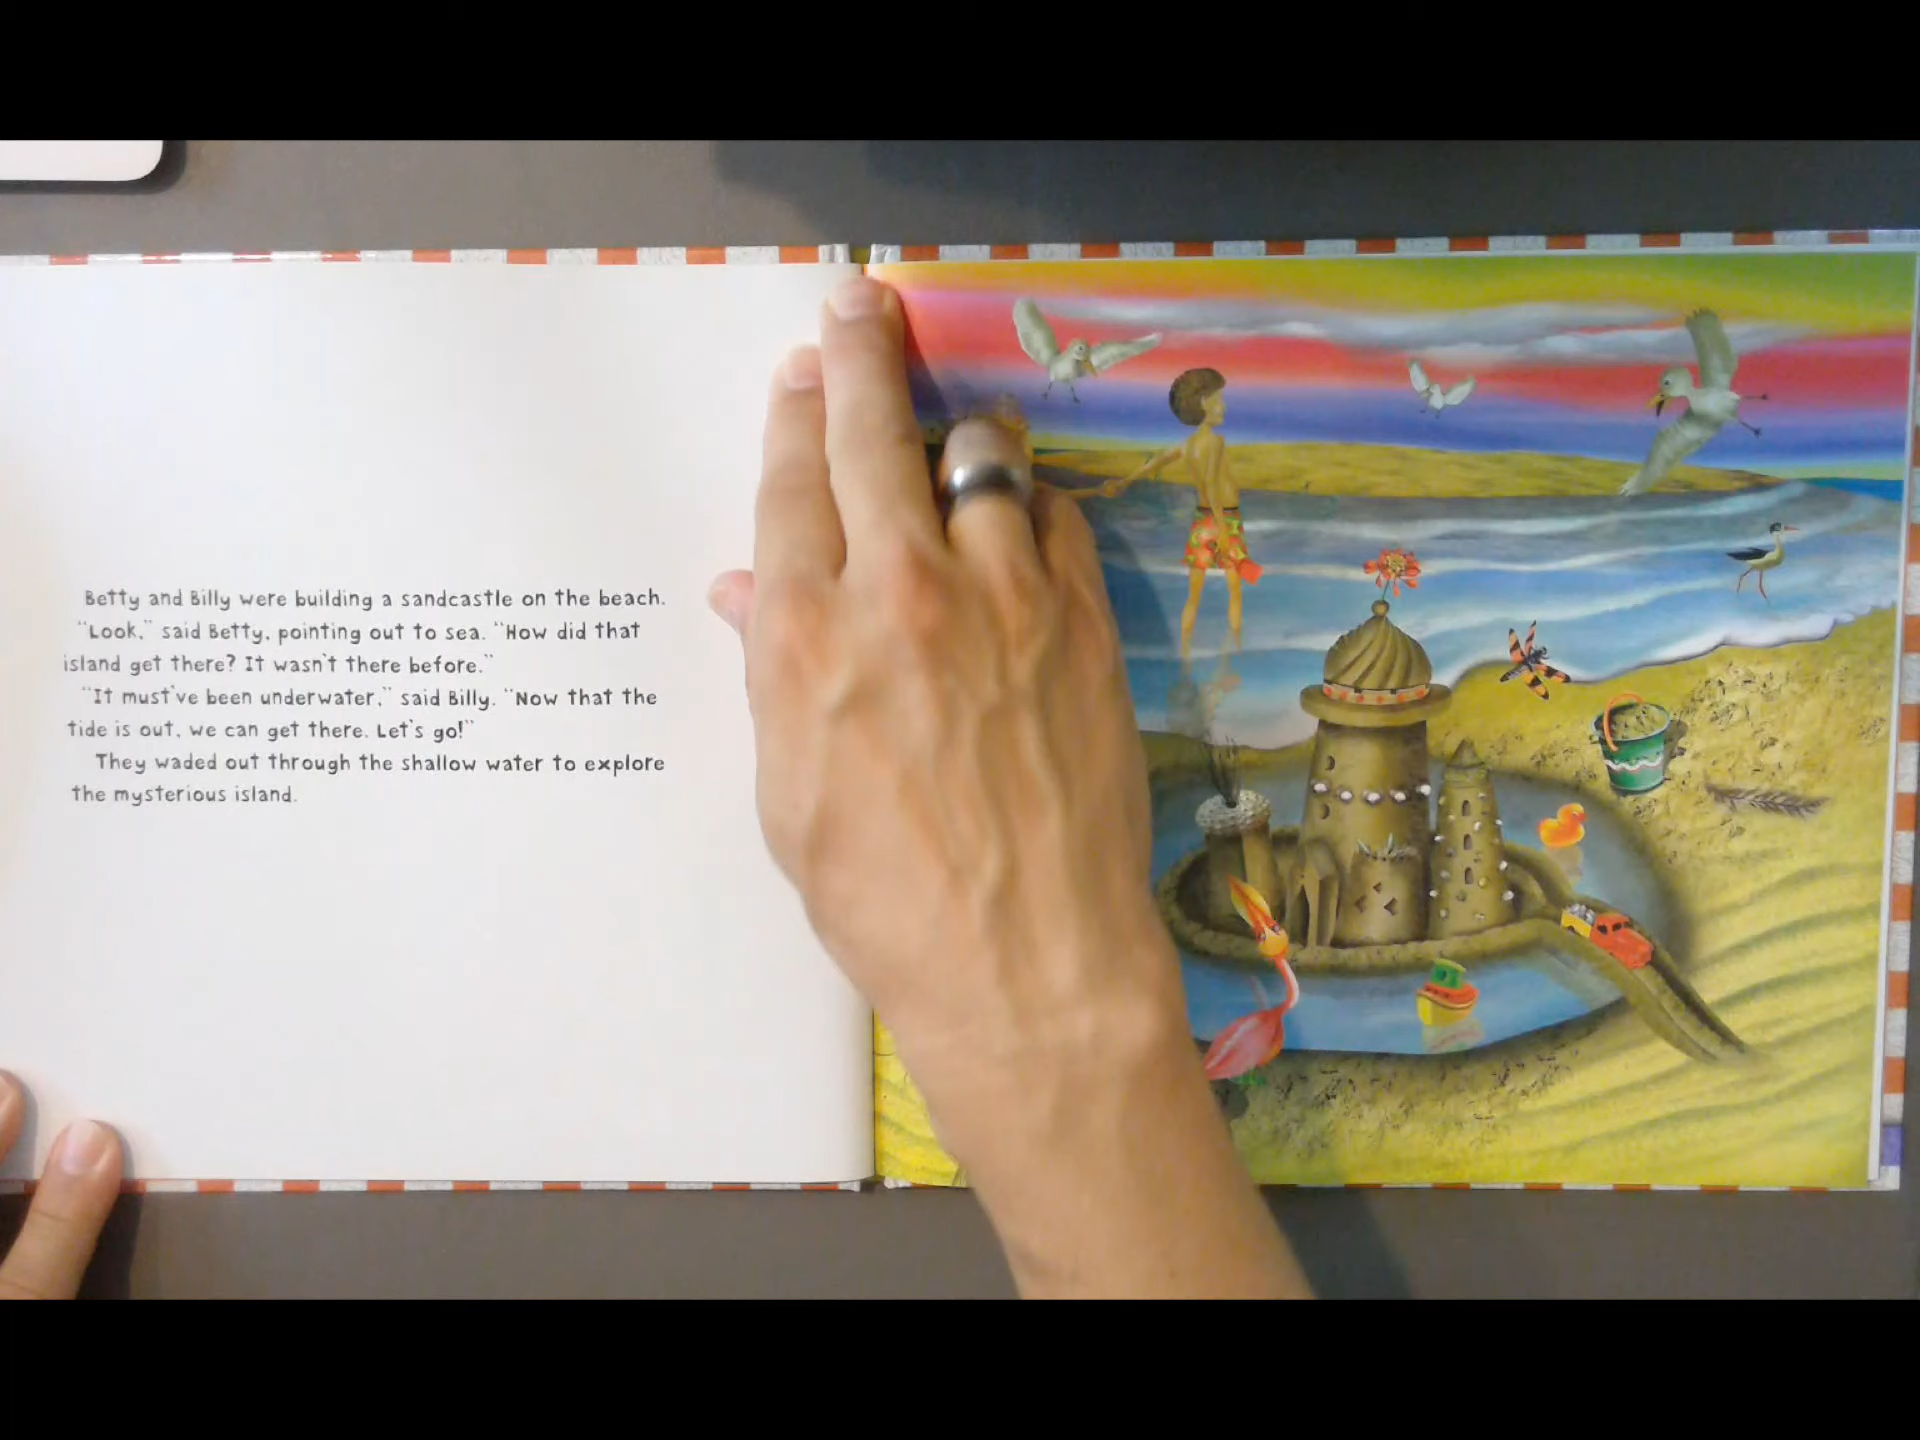 Betty and Billy were building a sandcastle on the beach.
"Look," said Betty, pointing out to sea. "How did that
island get there? It wasn't there before."
"It must've been underwater," said Billy. "Now that the
tide is out, we can get there. Let's go!"
They waded out through the shallow water to explore
the mysterious island.